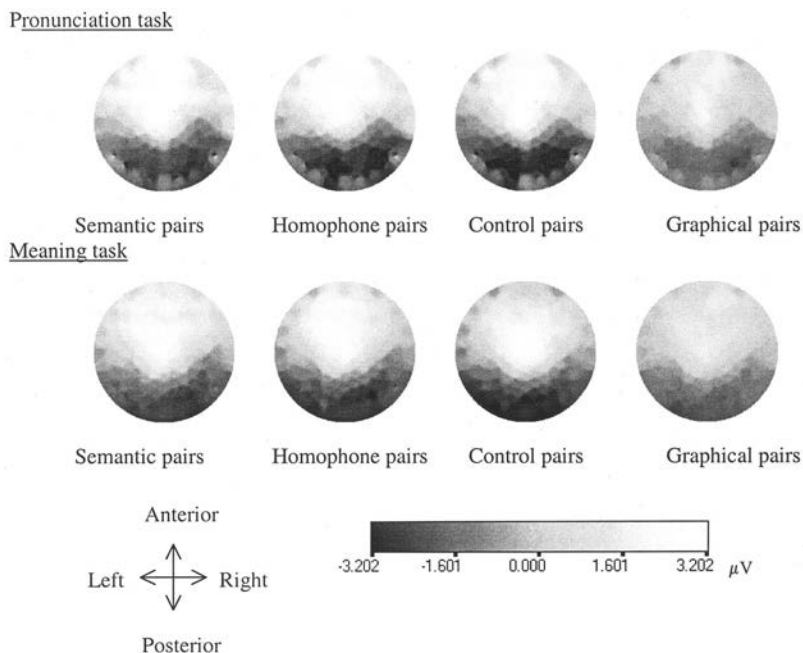 Pronunciation task
Semantic pairs Homophone pairs Control pairs Graphical pairs
Meaning task
Semantic pairs Homophone pairs Control pairs Graphical pairs
Anterior
Left Right
Posterior
-3.202 -1.601 0.000 1.601 3.202 μV